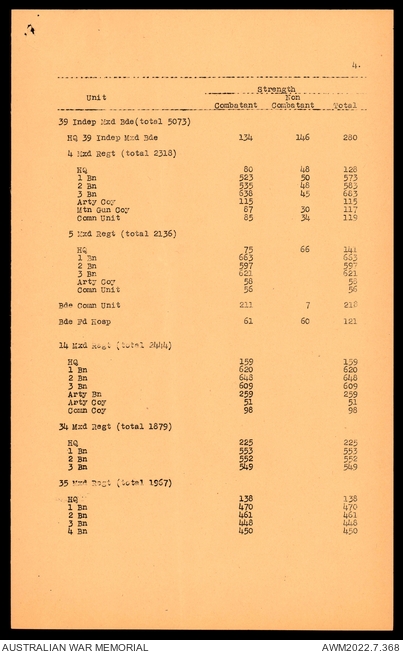 4.
Strength
Unit Non
Combatant Combatant Total
39 Indep Mxd Bde(total 5073)
HQ 39 Indep Mxd Bde 134 146 280
4 Mxd Regt (total 2318)
HQ 80 48 128
1 Bn 523 50 573
2 Bn 535 48 583
3 Bn 638 45 683
Arty Coy 115 115
Mtn Gun Coy 87 30 117
Comn Unit 85 34 119
5 Mxd Regt (total 2136)
HQ 75 66 141
1 Bn 663 663
2 Bn 597 597
3 Bn 621 621
Arty Coy 58 58
Comn Unit 56 56
Bde Comn Unit 211 7 218
Bde Fd Hosp 61 60 121
14 Mxd Regt (total 2444)
HQ 159 159
1 Bn 620 620
2 Bn 648 648
3 Bn 609 609
Arty Bn 259 259
Arty Coy 51 51
Comn Coy 98 98
34 Mxd Regt (total 1879)
HQ 225 225
1 Bn 553 553
2 Bn 552 552
3 Bn 549 549
35 Mxd Regt (total 1967)
HQ 138 138
1 Bn 470 470
2 Bn 461 461
3 Bn 448 448
4 Bn 450 450
AUSTRALIAN WAR MEMORIAL AWM2022.7.368